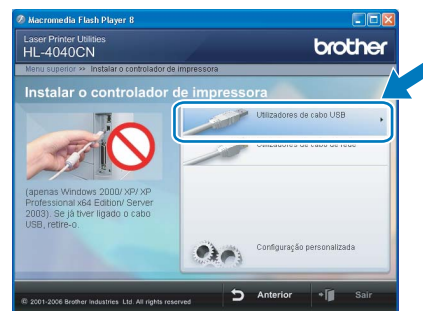 Macromedia Flash Player 8
Laser Printer Utilities
HL-4040CN
brother
Menu superior >> Instalar o controlador de impressora
Instalar o controlador de impressora
Utilizadores de cabo USB
Utilizadores de cabo de rede
(apenas Windows 2000/ XP/ XP
Professional x64 Edition/ Server
2003). Se já tiver ligado o cabo
USB, retire-o.
Configuração personalizada
© 2001-2006 Brother Industries Ltd. All rights reserved
Anterior
Sair